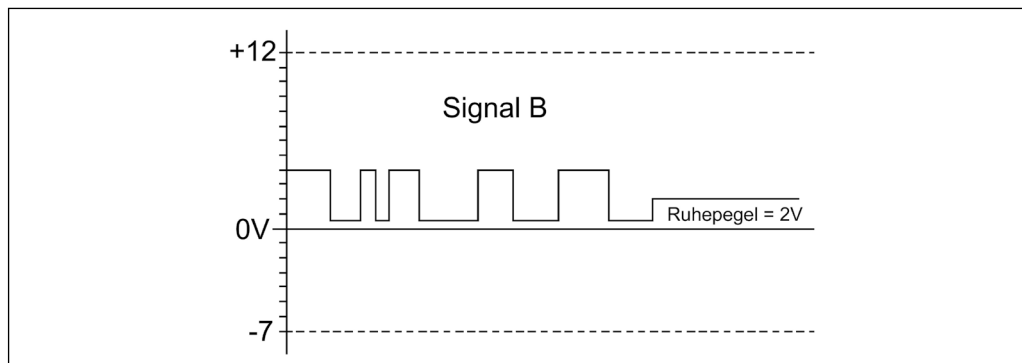 +12
Signal B
Ruhepegel = 2V
0V
-7